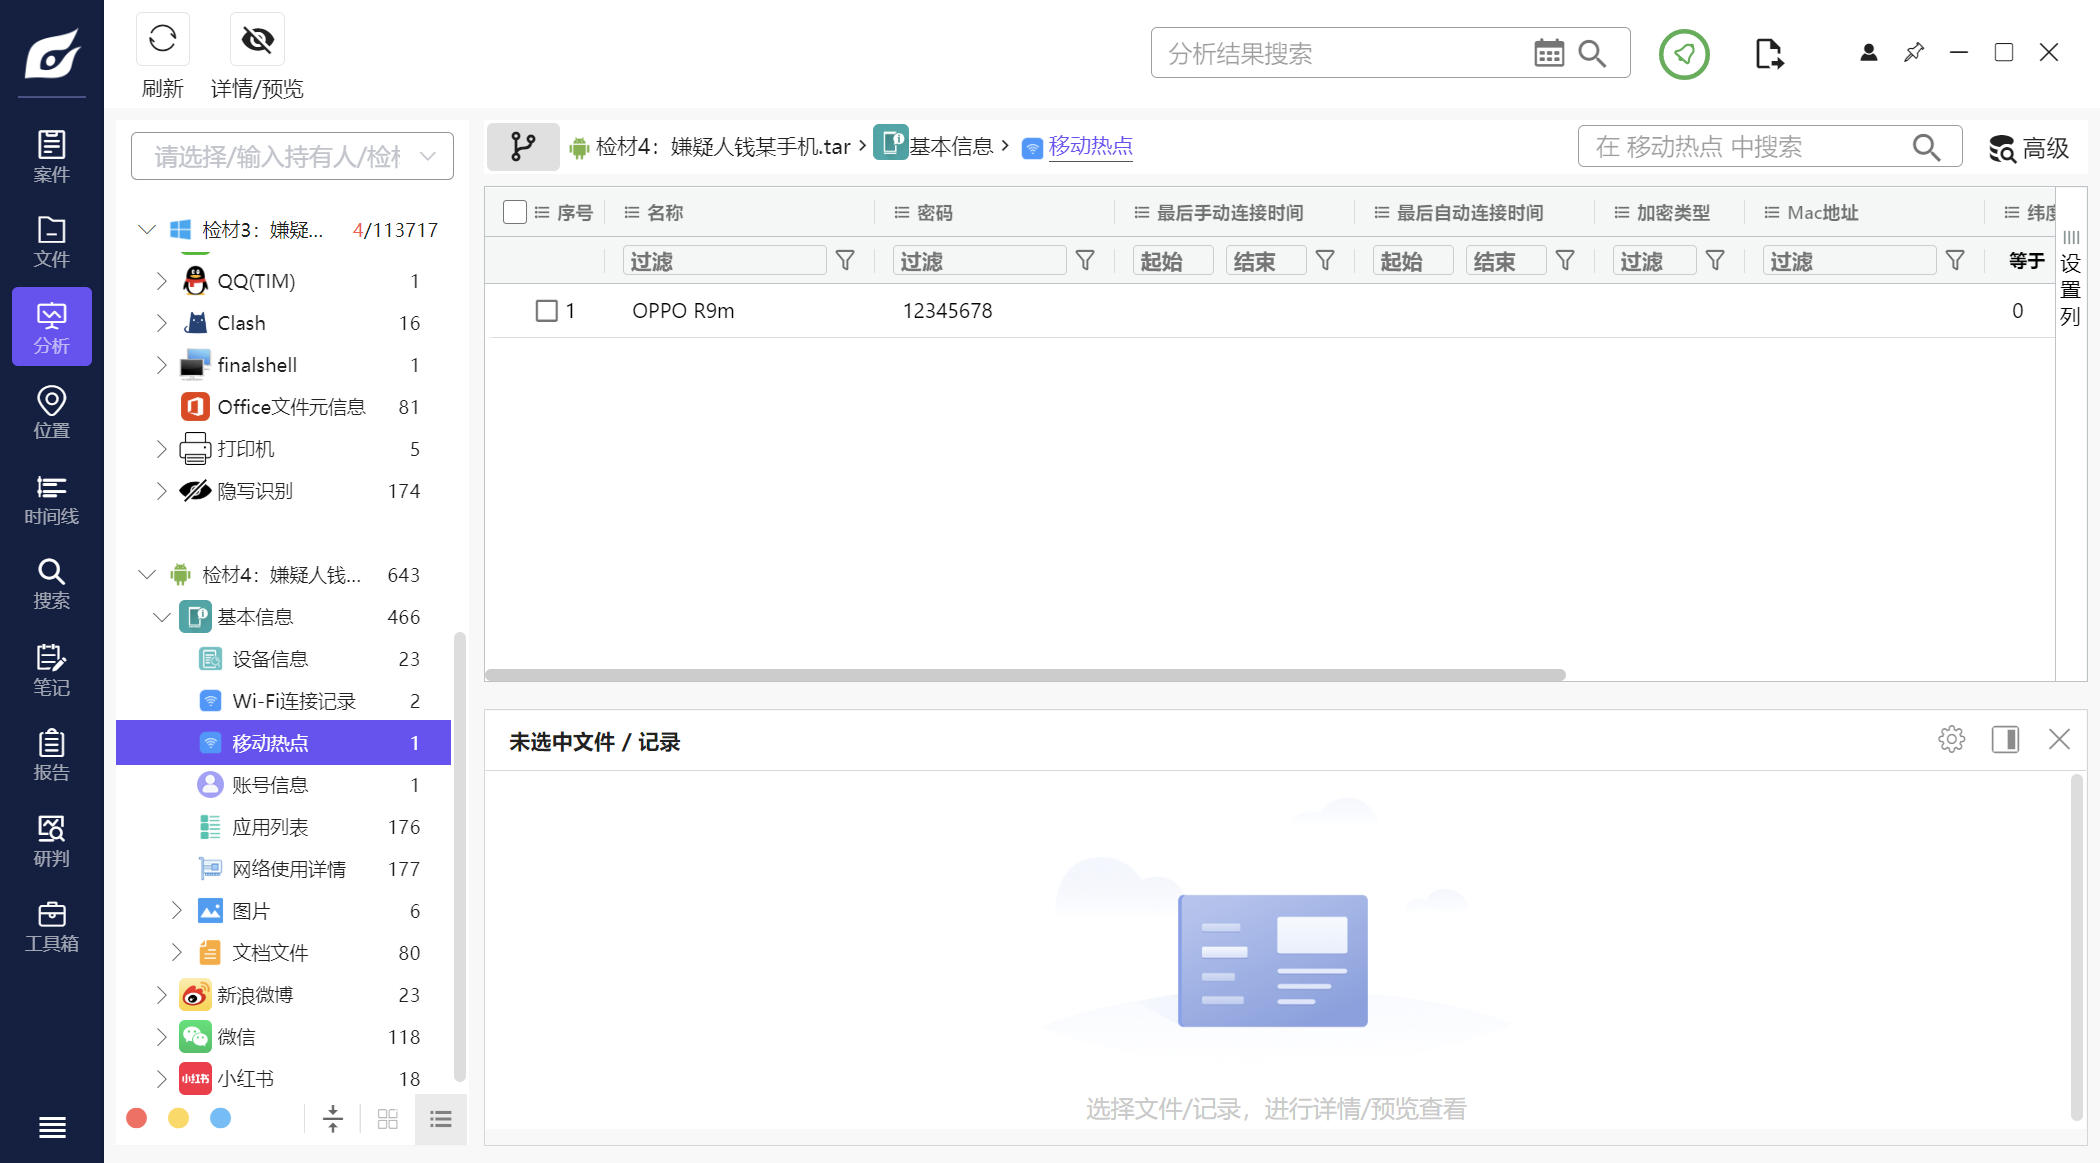 刷新
详情/预览
分析结果搜索
案件
文件
分析
位置
时间线
搜索
笔记
报告
研判
工具箱
请选择/输入持有人/检材
检材3：嫌疑... 4/113717
QQ(TIM) 1
Clash 16
finalshell 1
Office文件元信息 81
打印机 5
隐写识别 174
检材4：嫌疑人钱... 643
基本信息 466
设备信息 23
Wi-Fi连接记录 2
移动热点 1
账号信息 1
应用列表 176
网络使用详情 177
图片 6
文档文件 80
新浪微博 23
微信 118
小红书 小红书 18
检材4：嫌疑人钱某手机.tar > 基本信息 > 移动热点
在 移动热点 中搜索
高级
序号 名称 密码 最后手动连接时间 最后自动连接时间 加密类型 Mac地址 纬度
过滤 过滤 起始 结束 起始 结束 过滤 过滤 等于
1 OPPO R9m 12345678 0
设置列
未选中文件 / 记录
选择文件/记录，进行详情/预览查看